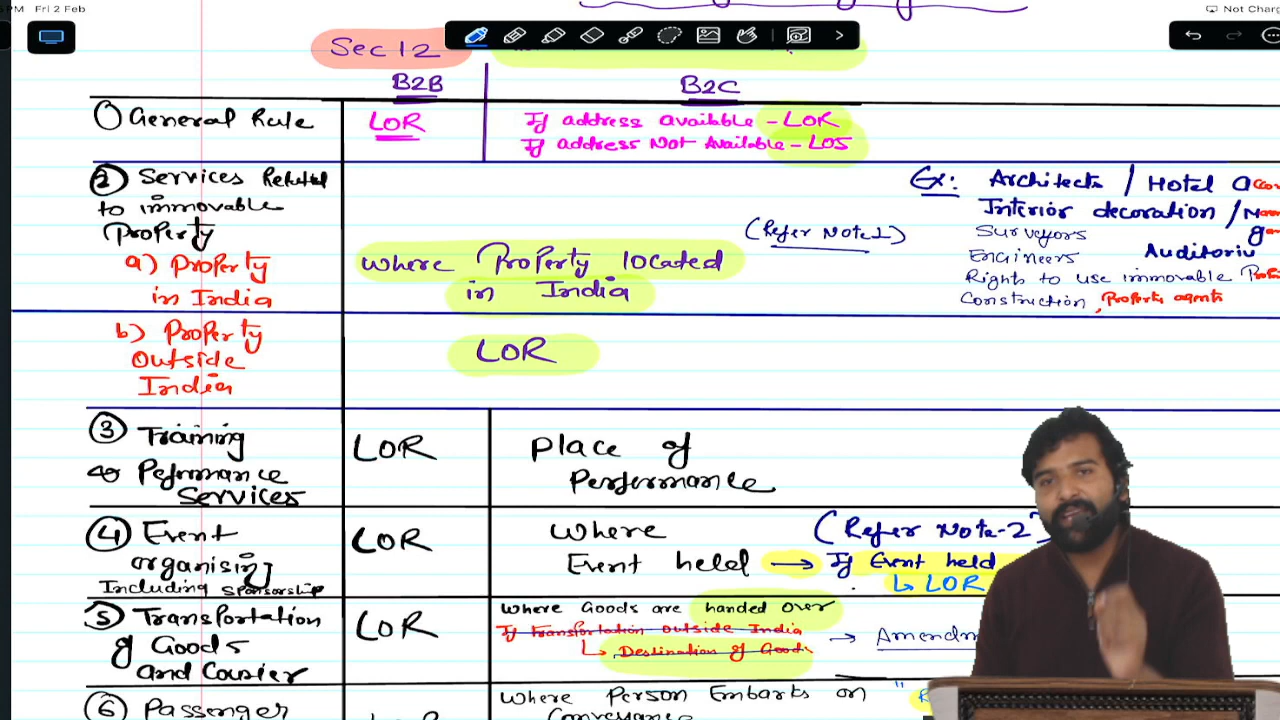 PM Fri 2 Feb
Not Charg
Sec 12
B2B
B2C
① General Rule
LOR
If address available - LOR
If address Not Available - LOS
② Services Related
to immovable
Property
a) Property
in India
where Property located
in India
(Refer Note 1)
Ex: Architects / Hotel acco
Interior decoration /
Surveyors
Engineers Auditoriu
Rights to use immovable
Construction, Property agents
b) Property
Outside
India
LOR
③ Training
Peformance
Services
LOR
Place of
Performance
④ Event
organising
Including sponsorship
LOR
Where
Event held → If Event held
↳ LOR
(Refer Note-2)
⑤ Transportation
of Goods
and Courier
LOR
Where Goods are handed over
If Transportation outside India
↳ Destination of Goods
→ Amendm
⑥ Passenger
Where Person Embarks on "